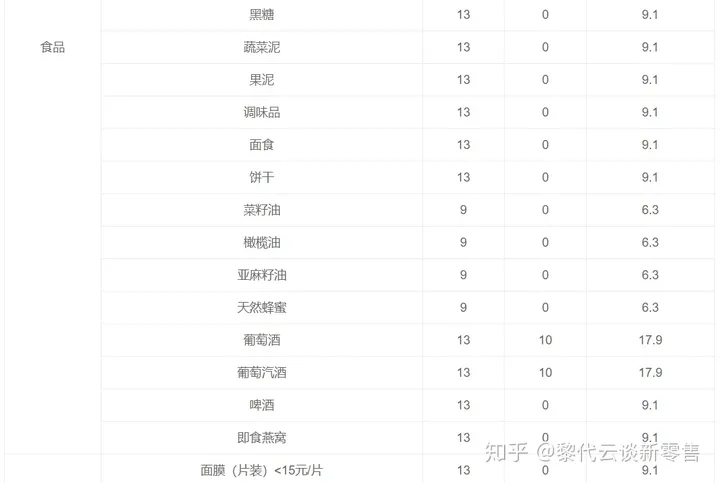 黑糖 13 0 9.1
食品 蔬菜泥 13 0 9.1
果泥 13 0 9.1
调味品 13 0 9.1
面食 13 0 9.1
饼干 13 0 9.1
菜籽油 9 0 6.3
橄榄油 9 0 6.3
亚麻籽油 9 0 6.3
天然蜂蜜 9 0 6.3
葡萄酒 13 10 17.9
葡萄汽酒 13 10 17.9
啤酒 13 0 9.1
即食燕窝 13 0 9.1
知乎 @黎代云谈新零售
面膜（片装）<15元/片 13 0 9.1